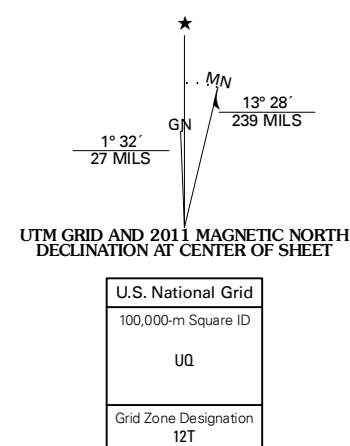 MN
13° 28´
239 MILS
GN
1° 32´
27 MILS
UTM GRID AND 2011 MAGNETIC NORTH
DECLINATION AT CENTER OF SHEET
U.S. National Grid
100,000-m Square ID
UQ
Grid Zone Designation
12T